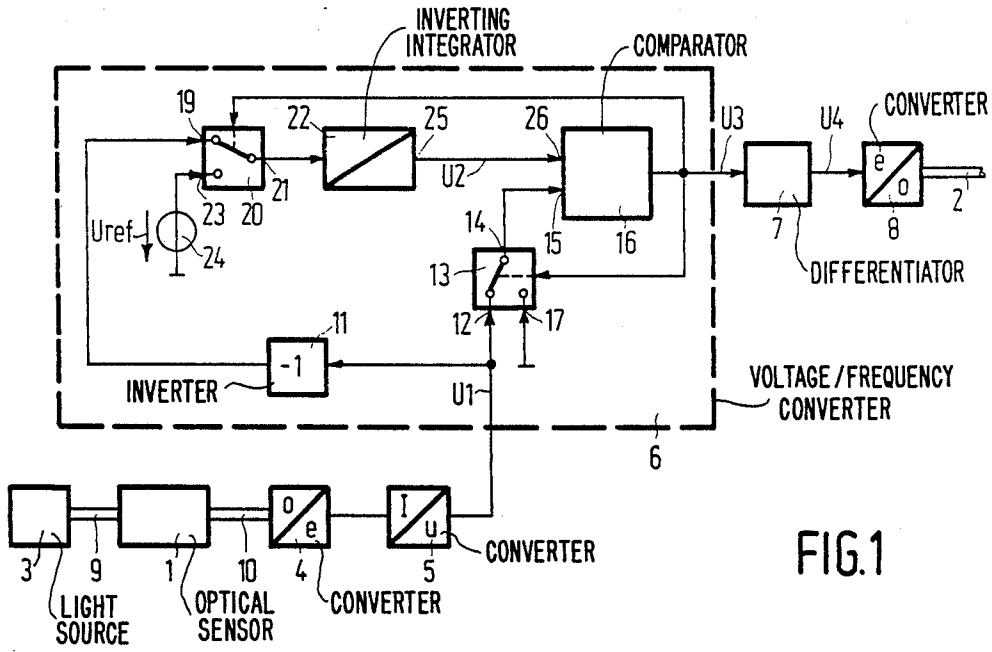 INVERTING
INTEGRATOR
COMPARATOR
19
22
25
26
U3
U4
CONVERTER
e
o
8
2
21
U2
23
20
Uref
24
14
15
16
7
DIFFERENTIATOR
13
12
17
11
-1
INVERTER
U1
VOLTAGE/FREQUENCY
CONVERTER
6
o
e
I
u
3
9
1
10
4
5
CONVERTER
LIGHT
SOURCE
OPTICAL
SENSOR
CONVERTER
FIG.1